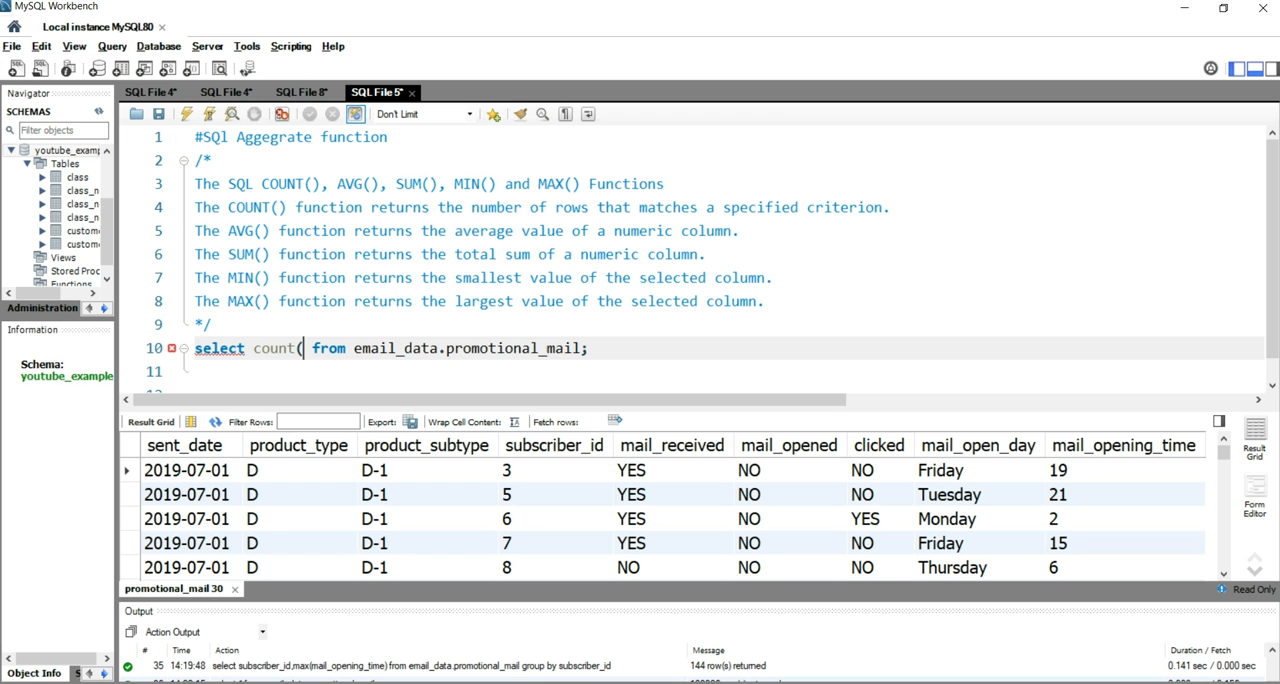 MySQL Workbench
Local instance MySQL80 ×
File Edit View Query Database Server Tools Scripting Help
Navigator
SCHEMAS
Filter objects
youtube_examp
Tables
class
class_n
class_n
class_n
custome
custome
Views
Stored Proc
Functions
Administration
Information
Schema:
youtube_example
Object Info S
SQL File 4* SQL File 4* SQL File 8* SQL File 5* ×
Don't Limit
1 #SQl Aggegrate function
2 /*
3 The SQL COUNT(), AVG(), SUM(), MIN() and MAX() Functions
4 The COUNT() function returns the number of rows that matches a specified criterion.
5 The AVG() function returns the average value of a numeric column.
6 The SUM() function returns the total sum of a numeric column.
7 The MIN() function returns the smallest value of the selected column.
8 The MAX() function returns the largest value of the selected column.
9 */
10 select count( from email_data.promotional_mail;
11
12
Result Grid Filter Rows: Export: Wrap Cell Content: Fetch rows:
sent_date product_type product_subtype subscriber_id mail_received mail_opened clicked mail_open_day mail_opening_time
2019-07-01 D D-1 3 YES NO NO Friday 19
2019-07-01 D D-1 5 YES NO NO Tuesday 21
2019-07-01 D D-1 6 YES NO YES Monday 2
2019-07-01 D D-1 7 YES NO NO Friday 15
2019-07-01 D D-1 8 NO NO NO Thursday 6
Result Grid
Form Editor
promotional_mail 30 × Read Only
Output
Action Output
# Time Action Message Duration / Fetch
35 14:19:48 select subscriber_id,max(mail_opening_time) from email_data.promotional_mail group by subscriber_id 144 row(s) returned 0.141 sec / 0.000 sec